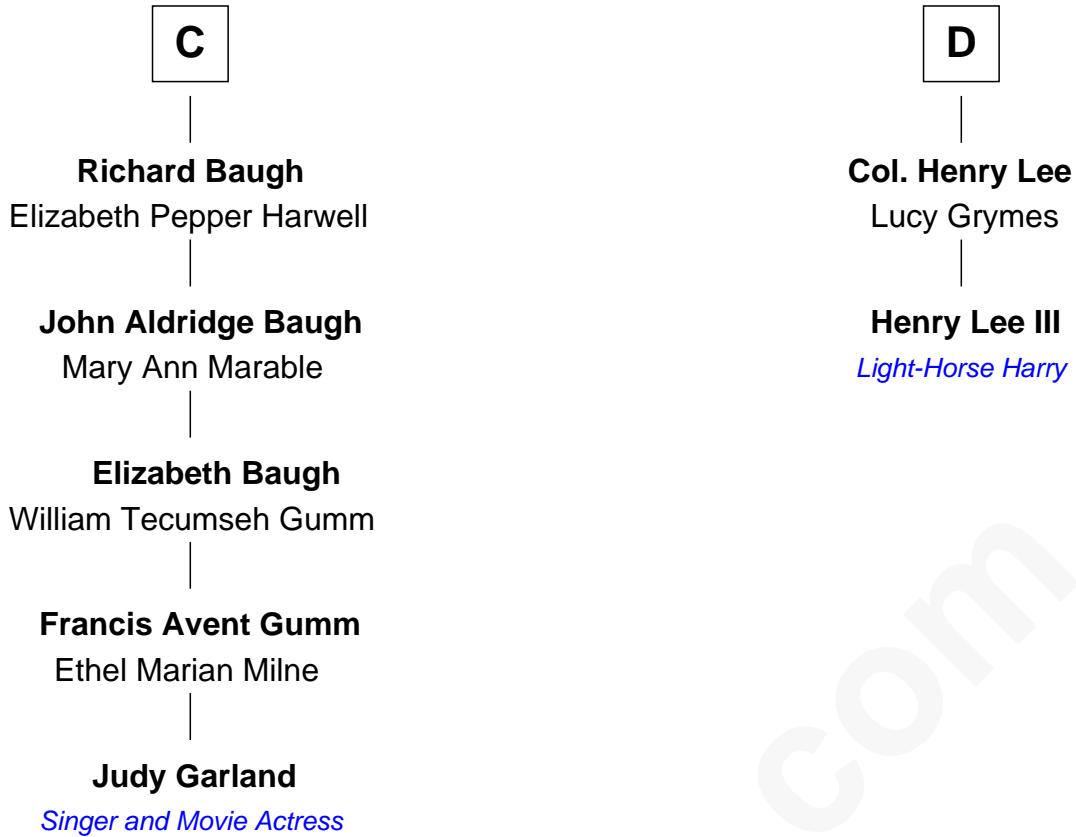 C
Richard Baugh
Elizabeth Pepper Harwell
John Aldridge Baugh
Mary Ann Marable
Elizabeth Baugh
William Tecumseh Gumm
Francis Avent Gumm
Ethel Marian Milne
Judy Garland
Singer and Movie Actress
D
Col. Henry Lee
Lucy Grymes
Henry Lee III
Light-Horse Harry
com